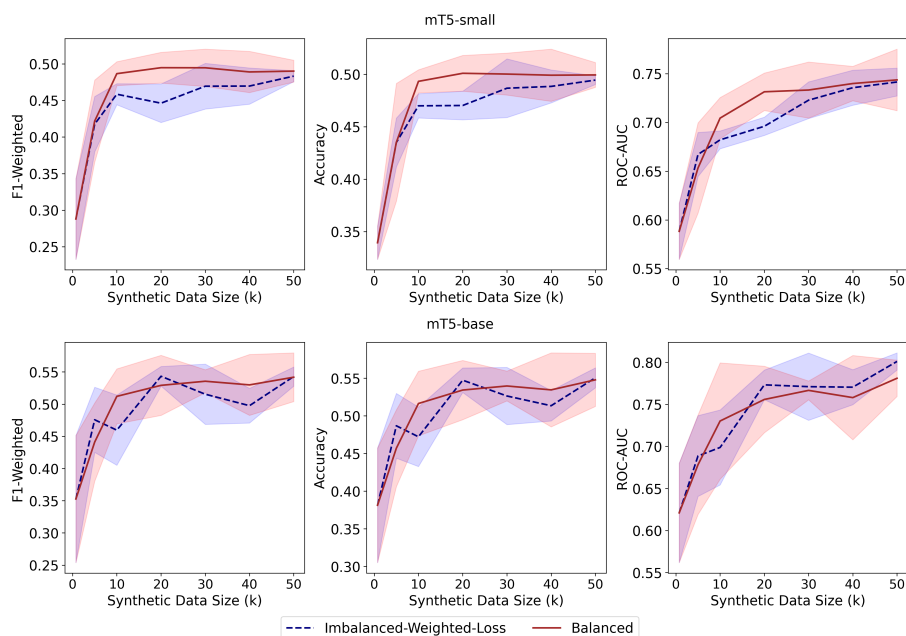 mT5-small
F1-Weighted
0.50
0.45
0.40
0.35
0.30
0.25
0 10 20 30 40 50
Synthetic Data Size (k)
Accuracy
0.50
0.45
0.40
0.35
0 10 20 30 40 50
Synthetic Data Size (k)
ROC-AUC
0.75
0.70
0.65
0.60
0.55
0 10 20 30 40 50
Synthetic Data Size (k)
mT5-base
F1-Weighted
0.55
0.50
0.45
0.40
0.35
0.30
0.25
0 10 20 30 40 50
Synthetic Data Size (k)
Accuracy
0.55
0.50
0.45
0.40
0.35
0.30
0 10 20 30 40 50
Synthetic Data Size (k)
ROC-AUC
0.80
0.75
0.70
0.65
0.60
0.55
0 10 20 30 40 50
Synthetic Data Size (k)
Imbalanced-Weighted-Loss Balanced